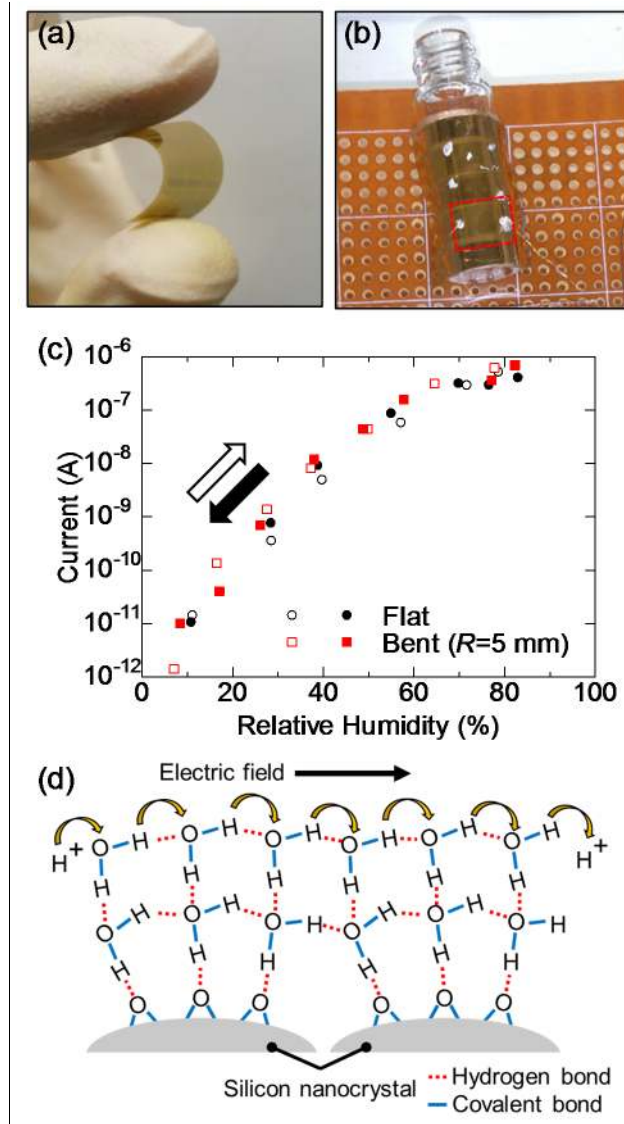 (a)
(b)
(c)
10⁻⁶
10⁻⁷
10⁻⁸
10⁻⁹
10⁻¹⁰
10⁻¹¹
10⁻¹²
Current (A)
Flat
Bent (R=5 mm)
0 20 40 60 80 100
Relative Humidity (%)
(d)
Electric field
H⁺ O H O H O H O H O H O H H⁺
H H H H H H
O H O H O H O H O H O H
H H H H H H
O O O O O O
Silicon nanocrystal
Hydrogen bond
Covalent bond